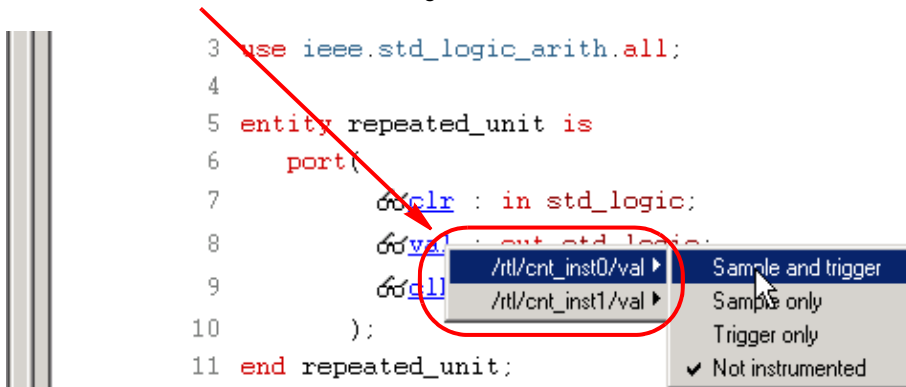 3 use ieee.std_logic_arith.all;
4
5 entity repeated_unit is
6 port(
7 clr : in std_logic;
8 val : out std_logic;
/rtl/cnt_inst0/val Sample and trigger
9
/rtl/cnt_inst1/val Sample only
10 );
Trigger only
11 end repeated_unit;
Not instrumented